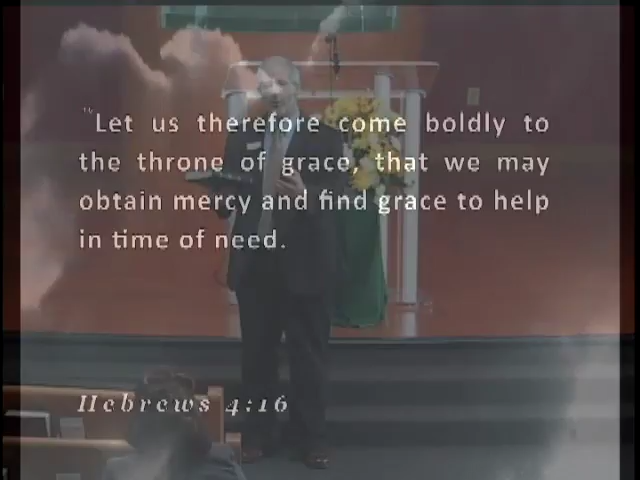 "Let us therefore come boldly to
the throne of grace, that we may
obtain mercy and find grace to help
in time of need.
Hebrews 4:16